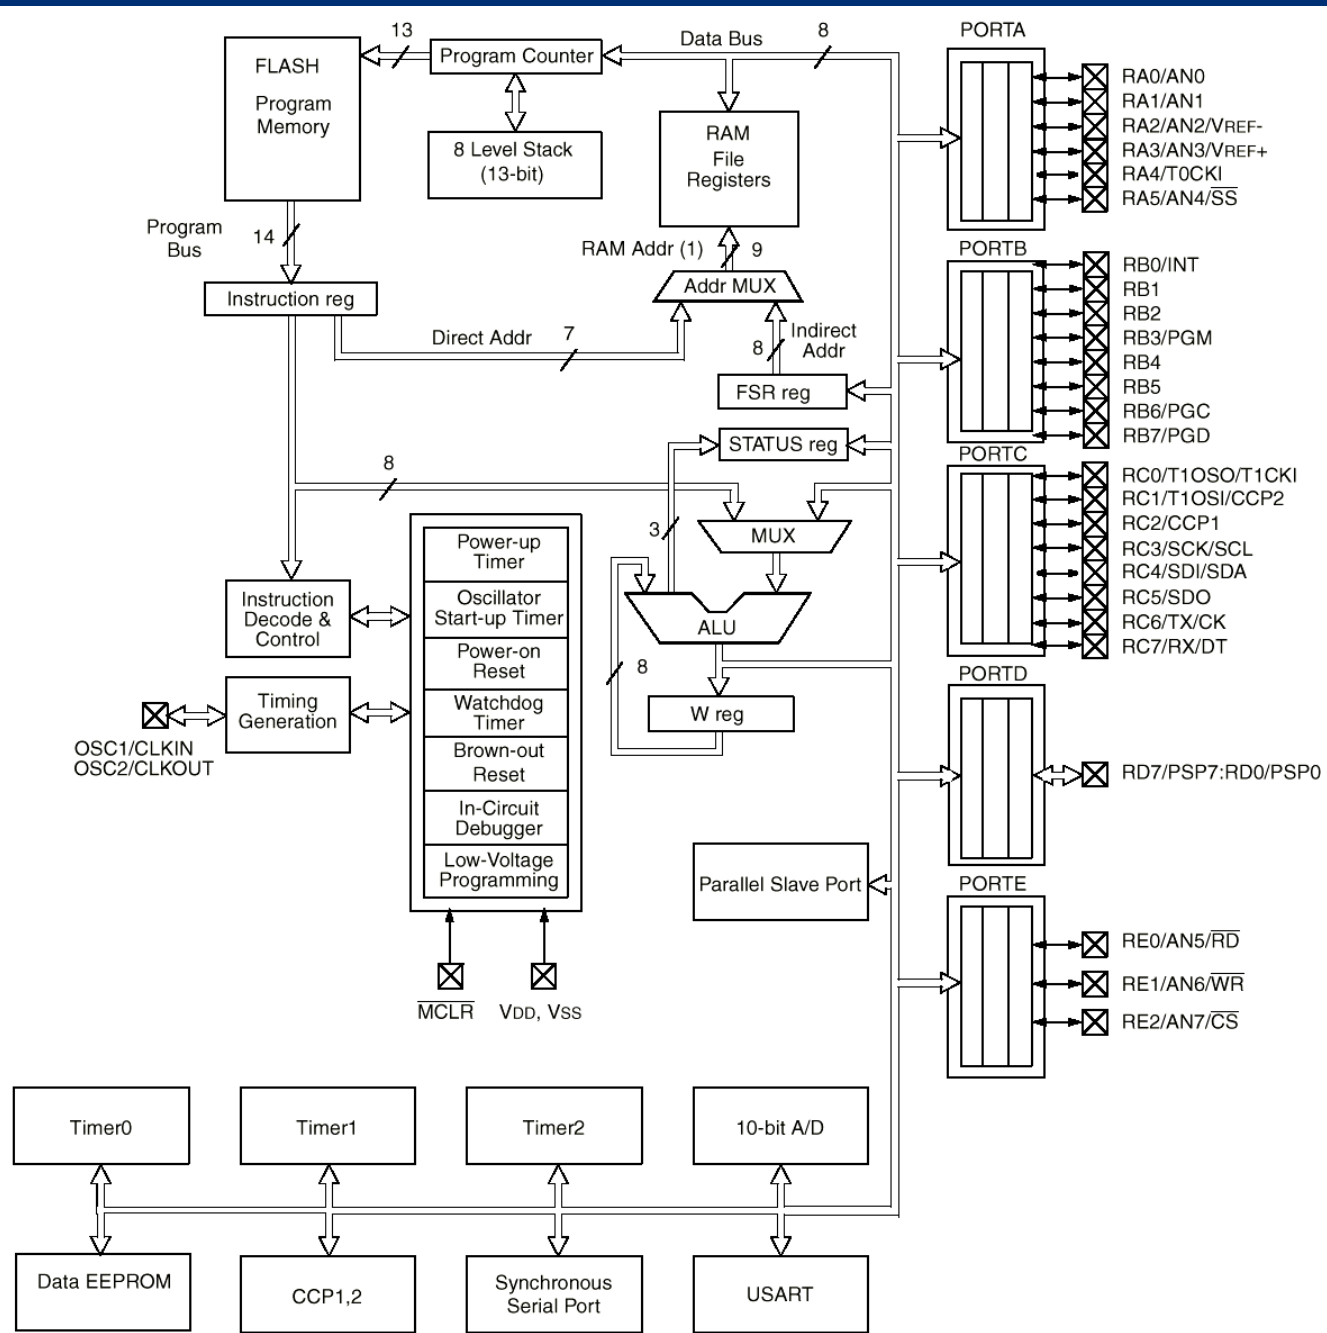 13
Data Bus
8
PORTA
FLASH
Program
Memory
Program Counter
8 Level Stack
(13-bit)
RAM
File
Registers
RA0/AN0
RA1/AN1
RA2/AN2/VREF-
RA3/AN3/VREF+
RA4/T0CKI
RA5/AN4/SS
Program
Bus
14
RAM Addr (1)
9
PORTB
Instruction reg
Addr MUX
Direct Addr
7
8
Indirect
Addr
FSR reg
RB0/INT
RB1
RB2
RB3/PGM
RB4
RB5
RB6/PGC
RB7/PGD
STATUS reg
PORTC
8
3
MUX
RC0/T1OSO/T1CKI
RC1/T1OSI/CCP2
RC2/CCP1
RC3/SCK/SCL
RC4/SDI/SDA
RC5/SDO
RC6/TX/CK
RC7/RX/DT
Power-up
Timer
Oscillator
Start-up Timer
Power-on
Reset
Watchdog
Timer
Brown-out
Reset
In-Circuit
Debugger
Low-Voltage
Programming
Instruction
Decode &
Control
ALU
8
W reg
Timing
Generation
OSC1/CLKIN
OSC2/CLKOUT
PORTD
RD7/PSP7:RD0/PSP0
Parallel Slave Port
PORTE
RE0/AN5/RD
RE1/AN6/WR
RE2/AN7/CS
MCLR
VDD, VSS
Timer0
Timer1
Timer2
10-bit A/D
Data EEPROM
CCP1,2
Synchronous
Serial Port
USART